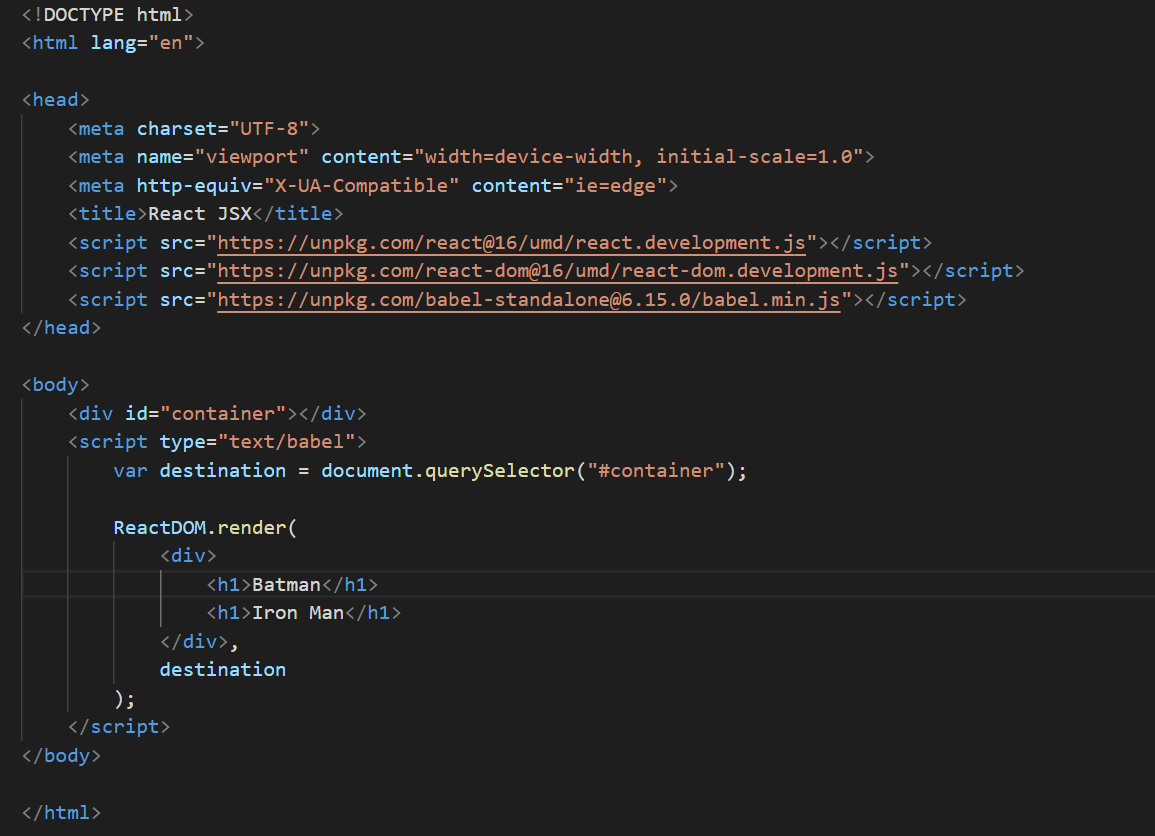 <!DOCTYPE html>
<html lang="en">
<head>
<meta charset="UTF-8">
<meta name="viewport" content="width=device-width, initial-scale=1.0">
<meta http-equiv="X-UA-Compatible" content="ie=edge">
<title>React JSX</title>
<script src="https://unpkg.com/react@16/umd/react.development.js"></script>
<script src="https://unpkg.com/react-dom@16/umd/react-dom.development.js"></script>
<script src="https://unpkg.com/babel-standalone@6.15.0/babel.min.js"></script>
</head>
<body>
<div id="container"></div>
<script type="text/babel">
var destination = document.querySelector("#container");
ReactDOM.render(
<div>
<h1>Batman</h1>
<h1>Iron Man</h1>
</div>,
destination
);
</script>
</body>
</html>